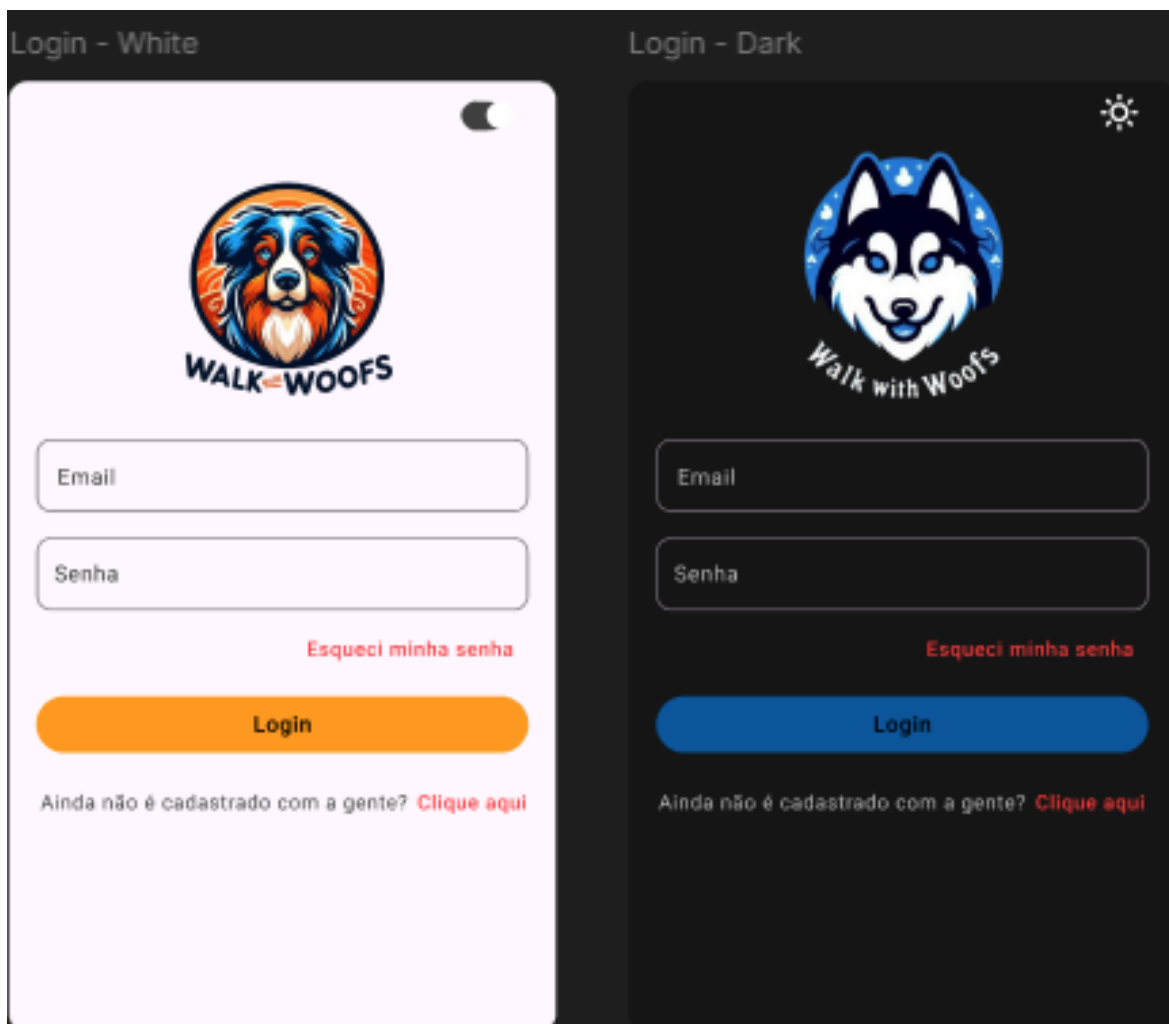 Login - White
WALK WOOFS
Email
Senha
Esqueci minha senha
Login
Ainda não é cadastrado com a gente? Clique aqui
Login - Dark
Walk with Woofs
Email
Senha
Esqueci minha senha
Login
Ainda não é cadastrado com a gente? Clique aqui